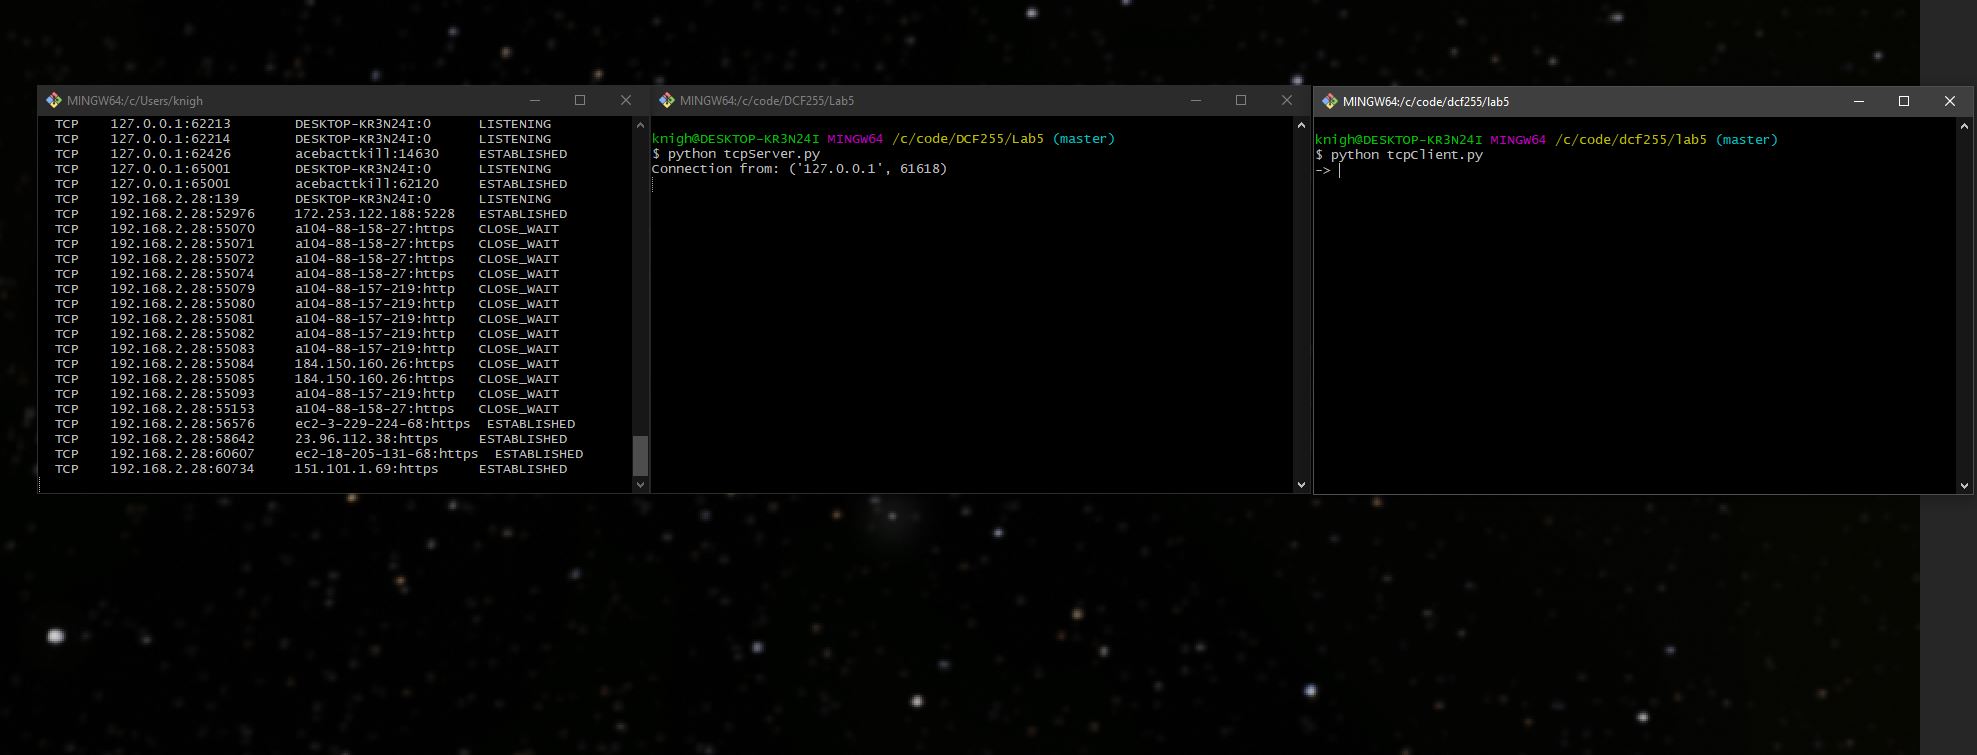 MINGW64:/c/Users/knigh
TCP 127.0.0.1:62213 DESKTOP-KR3N24I:0 LISTENING
TCP 127.0.0.1:62214 DESKTOP-KR3N24I:0 LISTENING
TCP 127.0.0.1:62426 acebacttkill:14630 ESTABLISHED
TCP 127.0.0.1:65001 DESKTOP-KR3N24I:0 LISTENING
TCP 127.0.0.1:65001 acebacttkill:62120 ESTABLISHED
TCP 192.168.2.28:139 DESKTOP-KR3N24I:0 LISTENING
TCP 192.168.2.28:52976 172.253.122.188:5228 ESTABLISHED
TCP 192.168.2.28:55070 a104-88-158-27:https CLOSE_WAIT
TCP 192.168.2.28:55071 a104-88-158-27:https CLOSE_WAIT
TCP 192.168.2.28:55072 a104-88-158-27:https CLOSE_WAIT
TCP 192.168.2.28:55074 a104-88-158-27:https CLOSE_WAIT
TCP 192.168.2.28:55079 a104-88-157-219:http CLOSE_WAIT
TCP 192.168.2.28:55080 a104-88-157-219:http CLOSE_WAIT
TCP 192.168.2.28:55081 a104-88-157-219:http CLOSE_WAIT
TCP 192.168.2.28:55082 a104-88-157-219:http CLOSE_WAIT
TCP 192.168.2.28:55083 a104-88-157-219:http CLOSE_WAIT
TCP 192.168.2.28:55084 184.150.160.26:https CLOSE_WAIT
TCP 192.168.2.28:55085 184.150.160.26:https CLOSE_WAIT
TCP 192.168.2.28:55093 a104-88-157-219:http CLOSE_WAIT
TCP 192.168.2.28:55153 a104-88-158-27:https CLOSE_WAIT
TCP 192.168.2.28:56576 ec2-3-229-224-68:https ESTABLISHED
TCP 192.168.2.28:58642 23.96.112.38:https ESTABLISHED
TCP 192.168.2.28:60607 ec2-18-205-131-68:https ESTABLISHED
TCP 192.168.2.28:60734 151.101.1.69:https ESTABLISHED
MINGW64:/c/code/DCF255/Lab5
knigh@DESKTOP-KR3N24I MINGW64 /c/code/DCF255/Lab5 (master)
$ python tcpServer.py
Connection from: ('127.0.0.1', 61618)
MINGW64:/c/code/dcf255/lab5
knigh@DESKTOP-KR3N24I MINGW64 /c/code/dcf255/lab5 (master)
$ python tcpClient.py
->